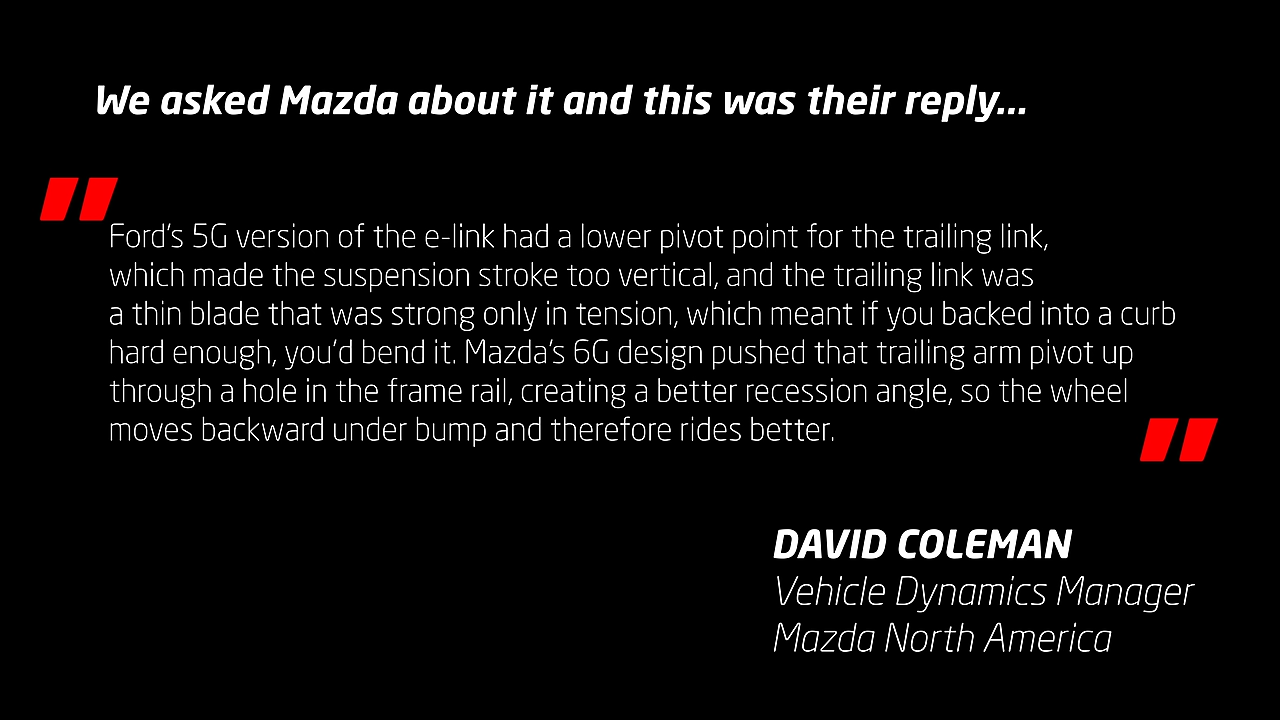 We asked Mazda about it and this was their reply...
"
Ford's 5G version of the e-link had a lower pivot point for the trailing link,
which made the suspension stroke too vertical, and the trailing link was
a thin blade that was strong only in tension, which meant if you backed into a curb
hard enough, you'd bend it. Mazda's 6G design pushed that trailing arm pivot up
through a hole in the frame rail, creating a better recession angle, so the wheel
moves backward under bump and therefore rides better.
"
DAVID COLEMAN
Vehicle Dynamics Manager
Mazda North America